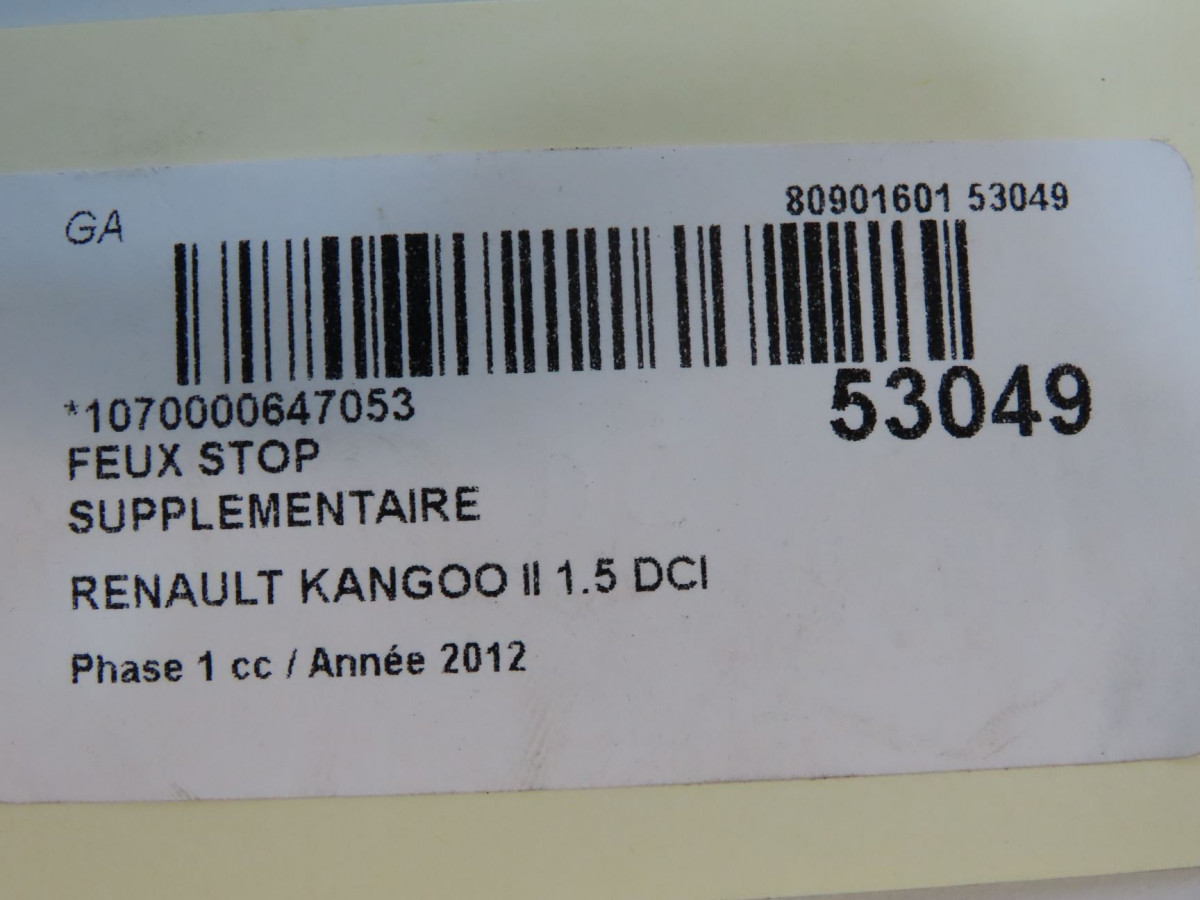 GA
80901601 53049
*1070000647053
53049
FEUX STOP
SUPPLEMENTAIRE
RENAULT KANGOO II 1.5 DCI
Phase 1 cc / Année 2012